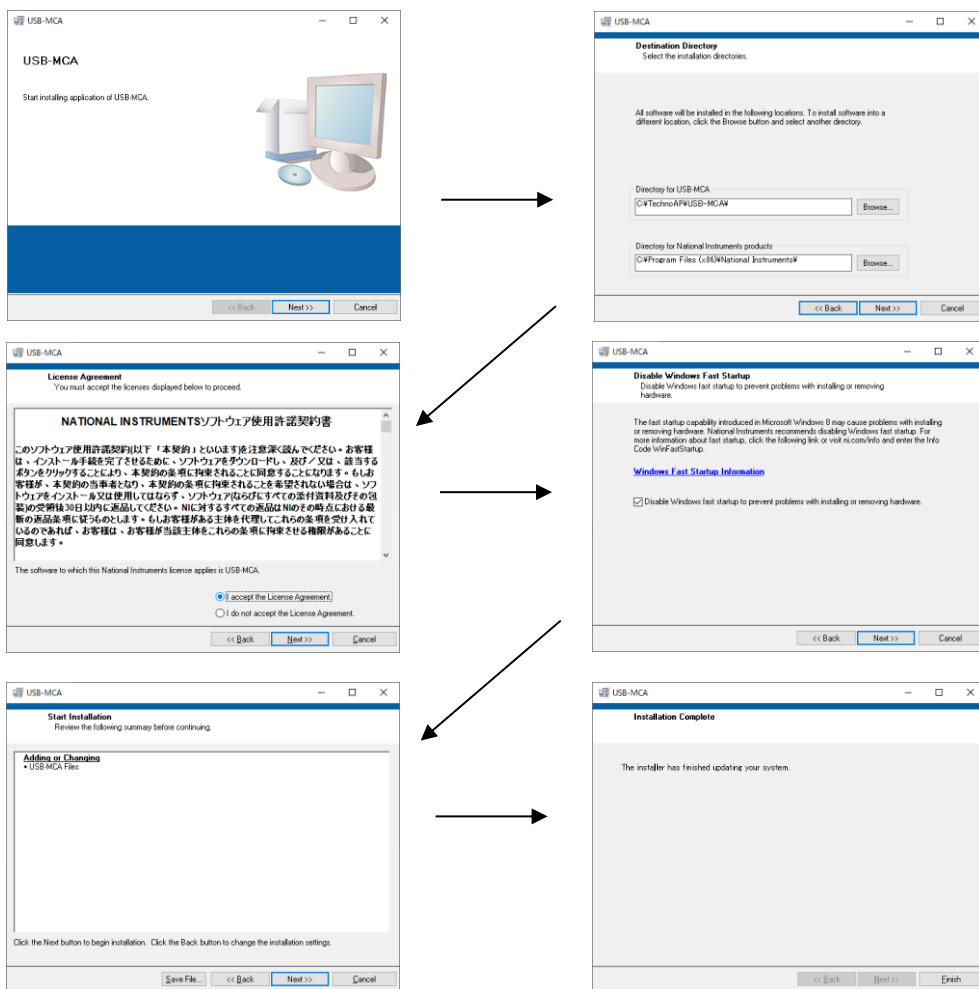 USB-MCA
USB-MCA
Start installing application of USB-MCA.
<< Back
Next >>
Cancel
USB-MCA
Destination Directory
Select the installation directories.
All software will be installed in the following locations. To install software into a
different location, click the Browse button and select another directory.
Directory for USB-MCA
C:¥TechnoAP¥USB-MCA¥
Browse...
Directory for National Instruments products
C:¥Program Files (x86)¥National Instruments¥
Browse...
<< Back
Next >>
Cancel
USB-MCA
License Agreement
You must accept the licenses displayed below to proceed.
NATIONAL INSTRUMENTSソフトウェア使用許諾契約書
このソフトウェア使用許諾契約(以下「本契約」といいます)を注意深く読んでください。お客様
は、インストール手続を完了させるために、ソフトウェアをダウンロードし、及び／又は、該当する
ボタンをクリックすることにより、本契約の条項に拘束されることに同意することになります。もしお
客様が、本契約の当事者となり、本契約の条項に拘束されることを希望されない場合は、ソフ
トウェアをインストール又は使用してはならず、ソフトウェア(ならびにすべての添付資料及びその包
装)の受領後30日以内に返品してください。NIに対するすべての返品はNIのその時点における最
新の返品条項に従うものとします。もしお客様がある主体を代理してこれらの条項を受け入れて
いるのであれば、お客様は、お客様が当該主体をこれらの条項に拘束させる権限があることに
同意します。
The software to which this National Instruments license applies is USB-MCA.
I accept the License Agreement.
I do not accept the License Agreement.
<< Back
Next >>
Cancel
USB-MCA
Disable Windows Fast Startup
Disable Windows fast startup to prevent problems with installing or removing
hardware.
The fast startup capability introduced in Microsoft Windows 8 may cause problems with installing
or removing hardware. National Instruments recommends disabling Windows fast startup. For
more information about fast startup, click the following link or visit ni.com/info and enter the Info
Code WinFastStartup.
Windows Fast Startup Information
Disable Windows fast startup to prevent problems with installing or removing hardware.
<< Back
Next >>
Cancel
USB-MCA
Start Installation
Review the following summary before continuing.
Adding or Changing
• USB-MCA Files
Click the Next button to begin installation. Click the Back button to change the installation settings.
Save File...
<< Back
Next >>
Cancel
USB-MCA
Installation Complete
The installer has finished updating your system.
<< Back
Next >>
Finish